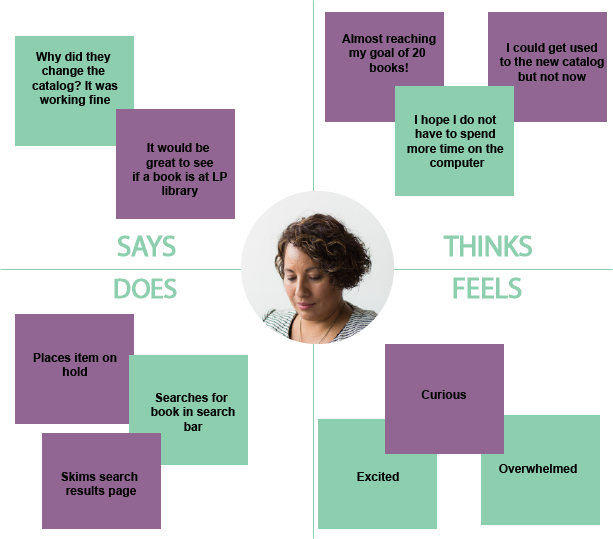 Why did they
change the
catalog? It was
working fine
It would be
great to see
if a book is at LP
library
SAYS
Almost reaching
my goal of 20
books!
I could get used
to the new catalog
but not now
I hope I do not
have to spend
more time on the
computer
THINKS
DOES
Places item on
hold
Searches for
book in search
bar
Skims search
results page
FEELS
Curious
Excited
Overwhelmed